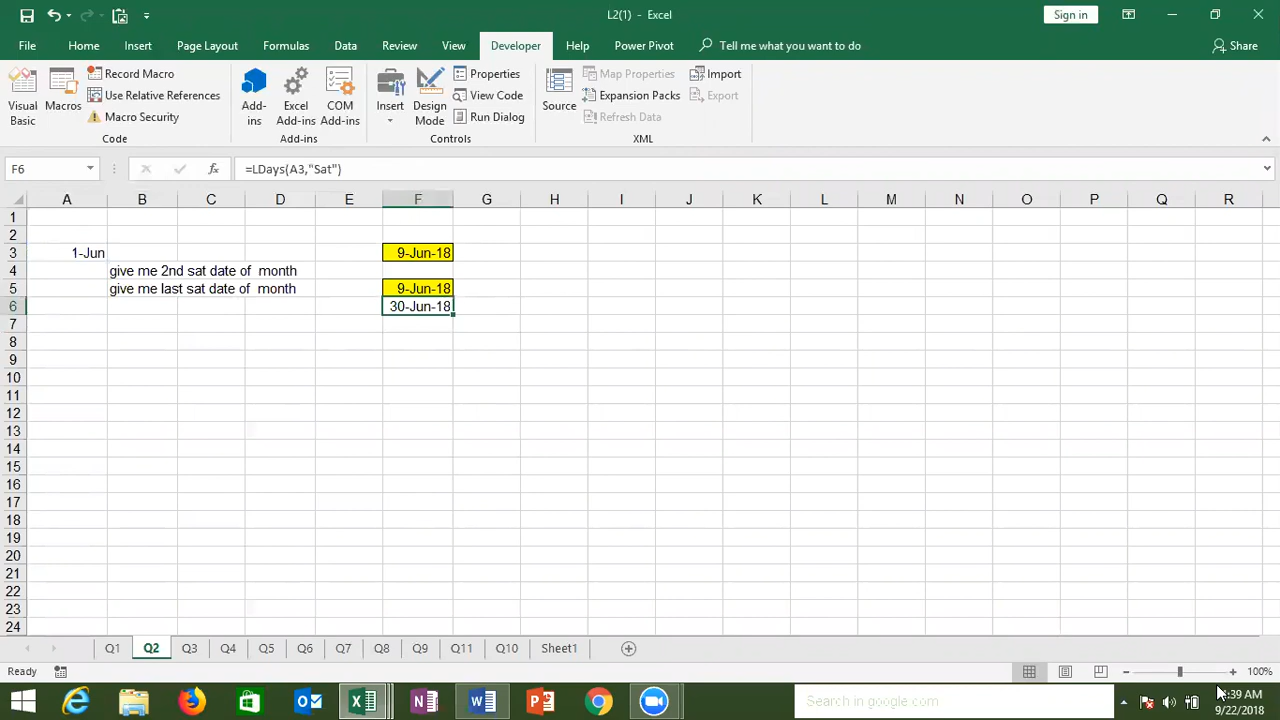 L2(1) - Excel
Sign in
File Home Insert Page Layout Formulas Data Review View Developer Help Power Pivot Tell me what you want to do Share
Visual Basic
Macros
Record Macro
Use Relative References
Macro Security
Code
Add-ins
Excel Add-ins
COM Add-ins
Add-ins
Insert
Design Mode
Properties
View Code
Run Dialog
Controls
Source
Map Properties
Expansion Packs
Refresh Data
Import
Export
XML
F6 fx =LDays(A3,"Sat")
A B C D E F G H I J K L M N O P Q R
1
2
3 1-Jun 9-Jun-18
4 give me 2nd sat date of month
5 give me last sat date of month 9-Jun-18
6 30-Jun-18
7
8
9
10
11
12
13
14
15
16
17
18
19
20
21
22
23
24
Q1 Q2 Q3 Q4 Q5 Q6 Q7 Q8 Q9 Q11 Q10 Sheet1
Ready 100%
Search in google.com
:39 AM
9/22/2018